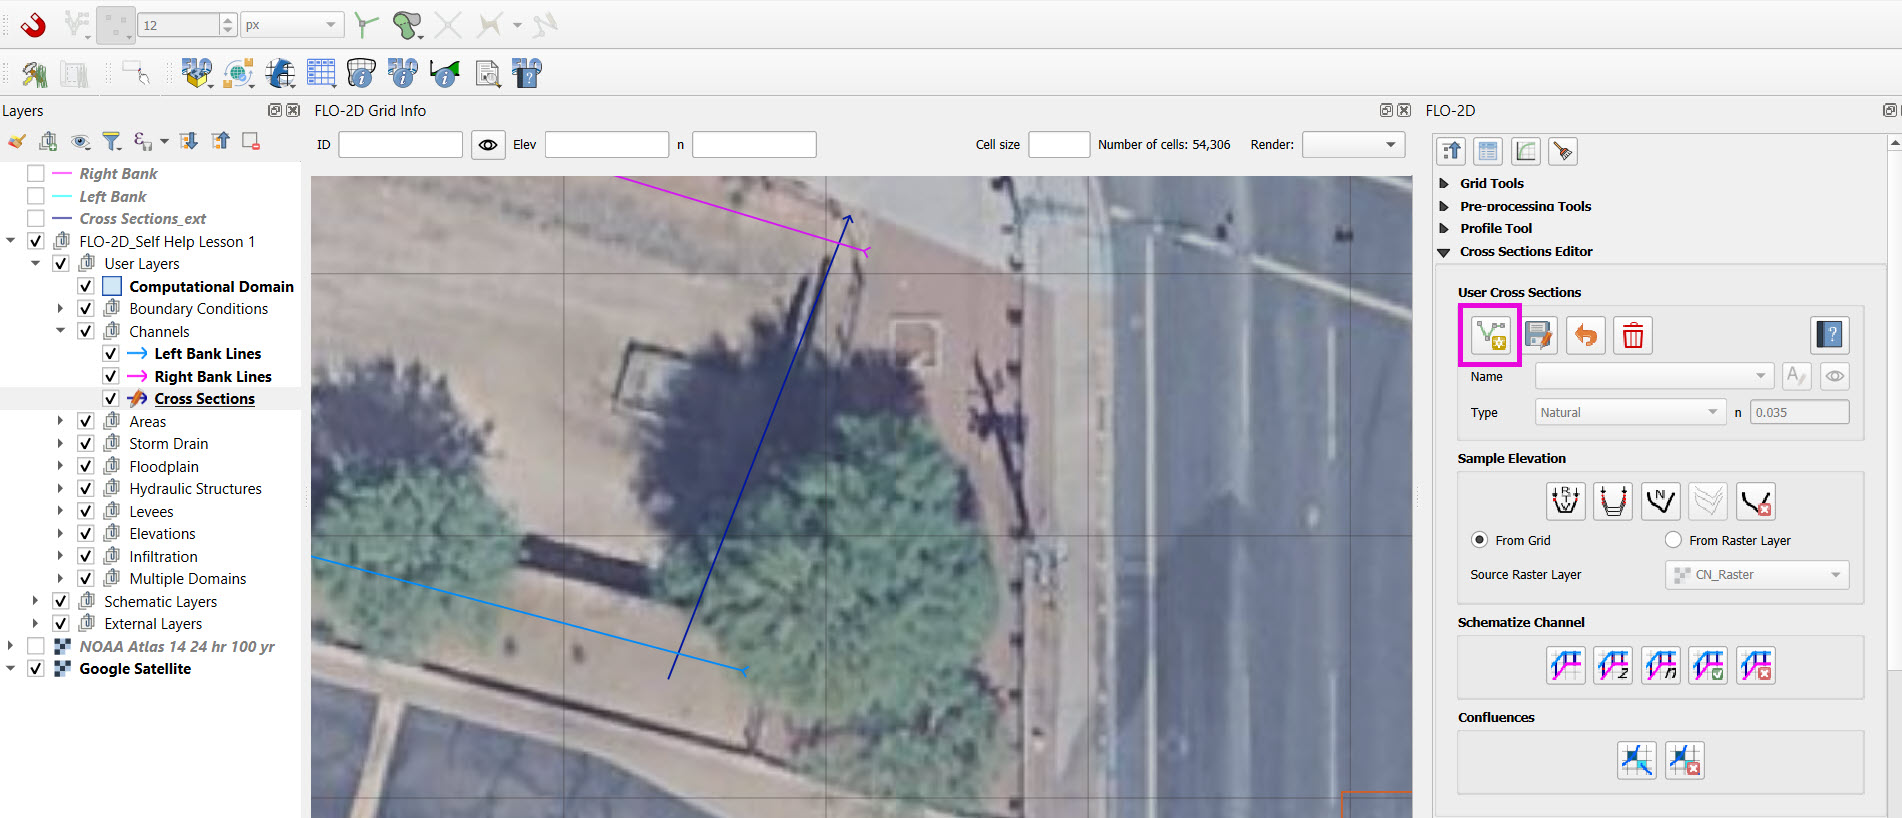 12
px
Layers
FLO-2D Grid Info
FLO-2D
ID
Elev
n
Cell size
Number of cells: 54,306
Render:
Right Bank
Left Bank
Cross Sections_ext
FLO-2D_Self Help Lesson 1
User Layers
Computational Domain
Boundary Conditions
Channels
Left Bank Lines
Right Bank Lines
Cross Sections
Areas
Storm Drain
Floodplain
Hydraulic Structures
Levees
Elevations
Infiltration
Multiple Domains
Schematic Layers
External Layers
NOAA Atlas 14 24 hr 100 yr
Google Satellite
Grid Tools
Pre-processing Tools
Profile Tool
Cross Sections Editor
User Cross Sections
Name
Type
Natural
n
0.035
Sample Elevation
From Grid
From Raster Layer
Source Raster Layer
CN_Raster
Schematize Channel
Confluences